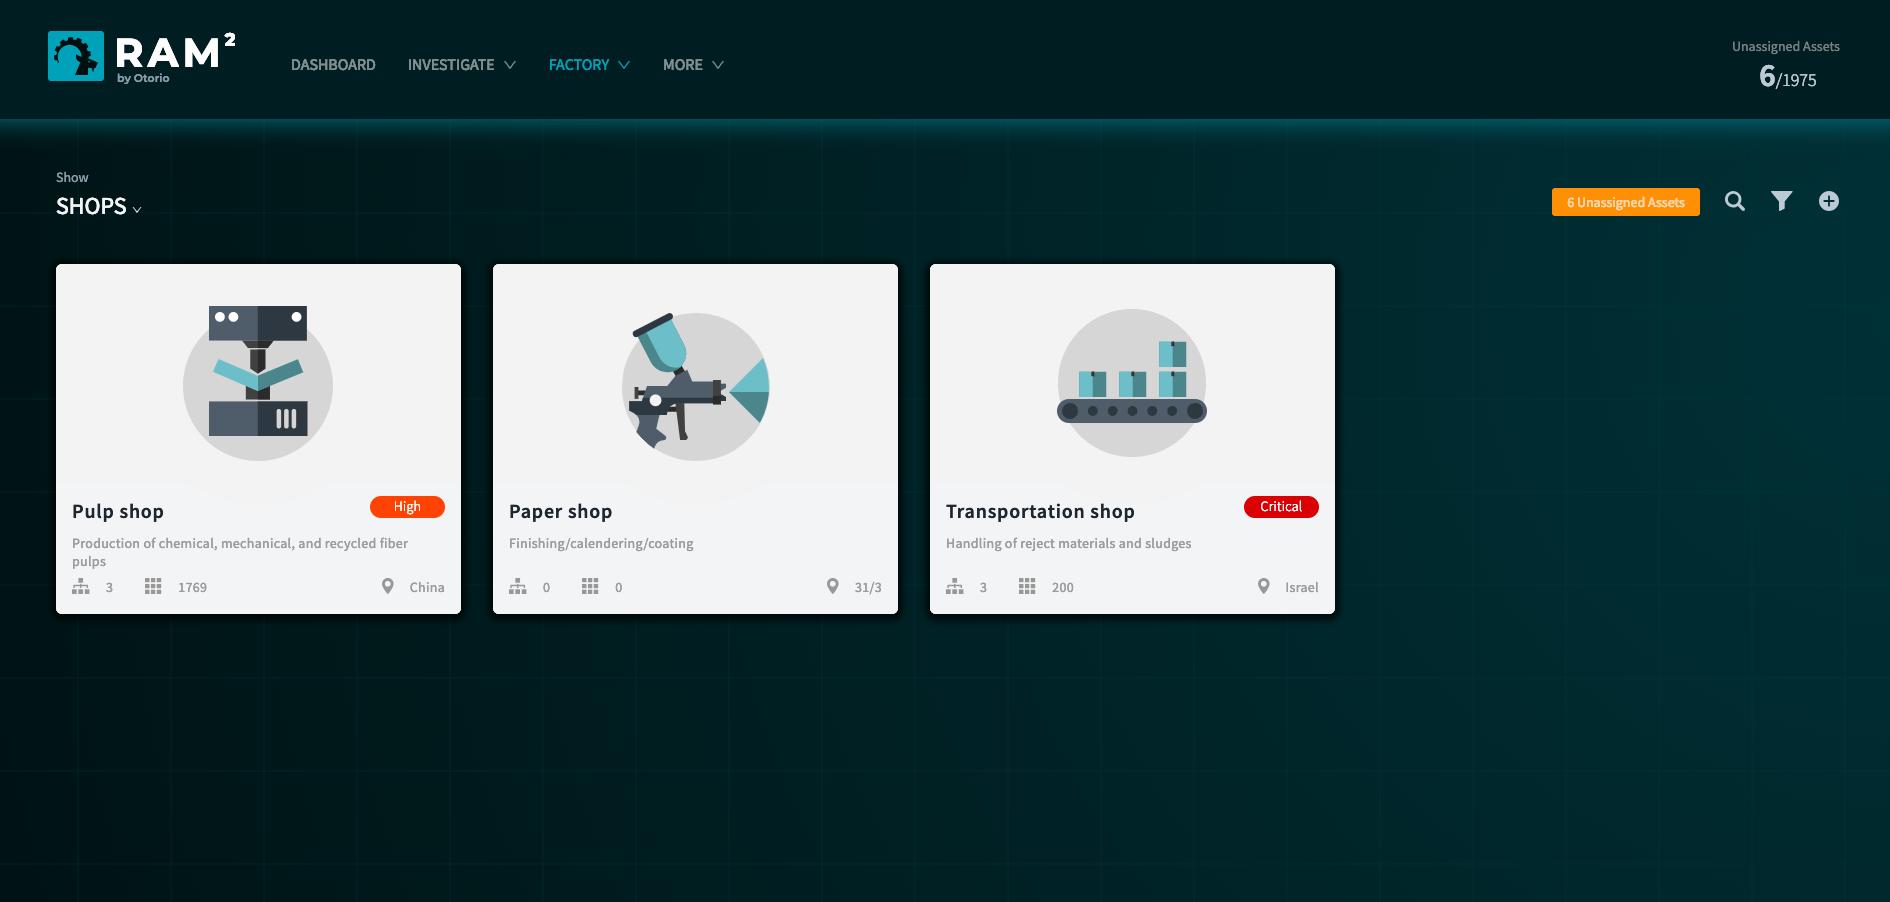 RAM²
by Otorio
DASHBOARD
INVESTIGATE
FACTORY
MORE
Unassigned Assets
6/1975
Show
SHOPS
6 Unassigned Assets
Pulp shop
High
Production of chemical, mechanical, and recycled fiber
pulps
3 1769 China
Paper shop
Finishing/calendering/coating
0 0 31/3
Transportation shop
Critical
Handling of reject materials and sludges
3 200 Israel